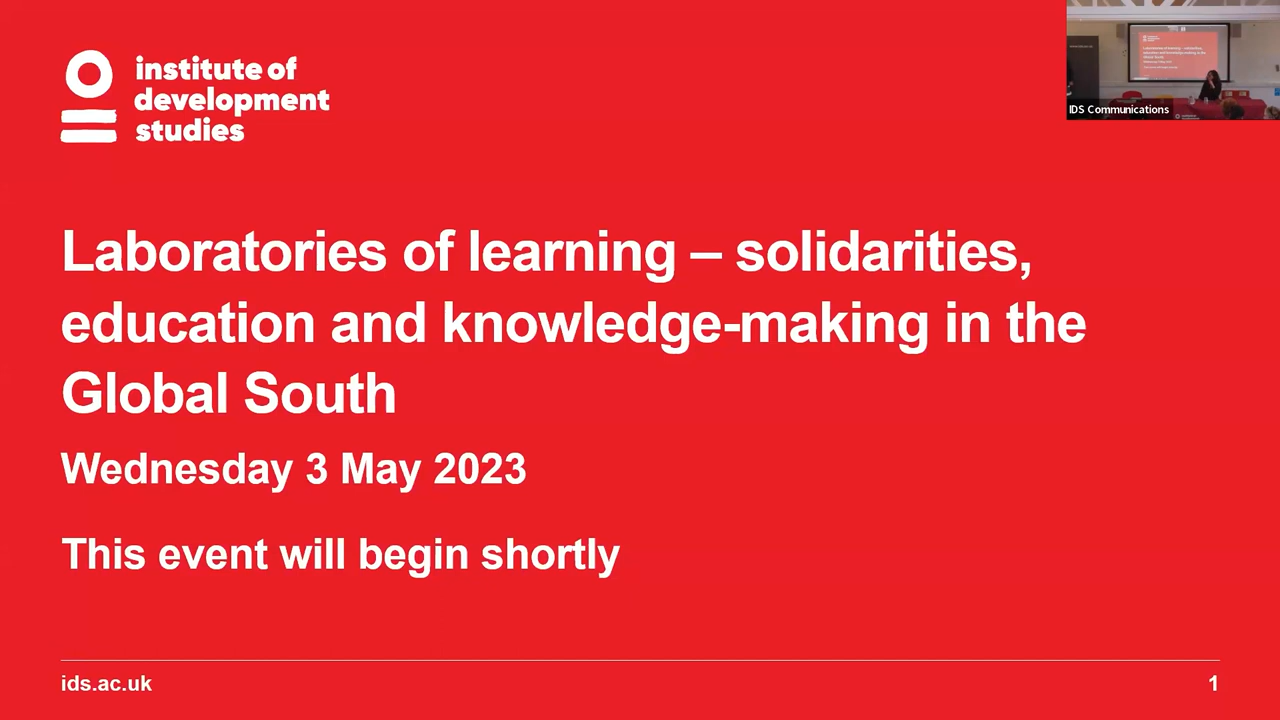 institute of
development
studies
IDS Communications
Laboratories of learning – solidarities,
education and knowledge-making in the
Global South
Wednesday 3 May 2023
This event will begin shortly
ids.ac.uk
1